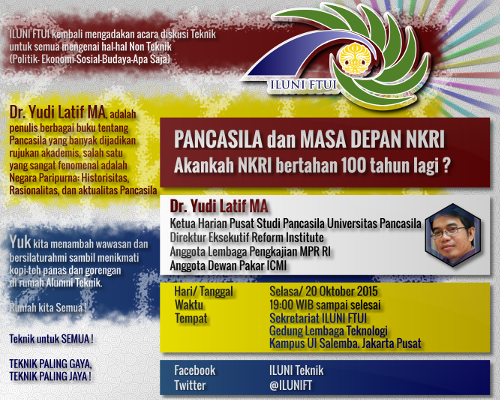 ILUNI FTUI kembali mengadakan acara diskusi Teknik
untuk semua mengenai hal-hal Non Teknik
(Politik- Ekonomi-Sosial-Budaya-Apa Saja)
ILUNI FTUI
Dr. Yudi Latif MA, adalah
penulis berbagai buku tentang
Pancasila yang banyak dijadikan
rujukan akademis, salah satu
yang sangat fenomenal adalah
Negara Paripurna: Historisitas,
Rasionalitas, dan aktualitas Pancasila
PANCASILA dan MASA DEPAN NKRI
Akankah NKRI bertahan 100 tahun lagi ?
Dr. Yudi Latif MA
Ketua Harian Pusat Studi Pancasila Universitas Pancasila
Direktur Eksekutif Reform Institute
Anggota Lembaga Pengkajian MPR RI
Anggota Dewan Pakar ICMI
Yuk kita menambah wawasan dan
bersilaturahmi sambil menikmati
kopi-teh panas dan gorengan
di rumah Alumni Teknik.
Rumah kita Semua !
Teknik untuk SEMUA !
TEKNIK PALING GAYA,
TEKNIK PALING JAYA !
Hari/ Tanggal Selasa/ 20 Oktober 2015
Waktu 19:00 WIB sampai selesai
Tempat Sekretariat ILUNI FTUI
Gedung Lembaga Teknologi
Kampus UI Salemba, Jakarta Pusat
Facebook ILUNI Teknik
Twitter @ILUNIFT